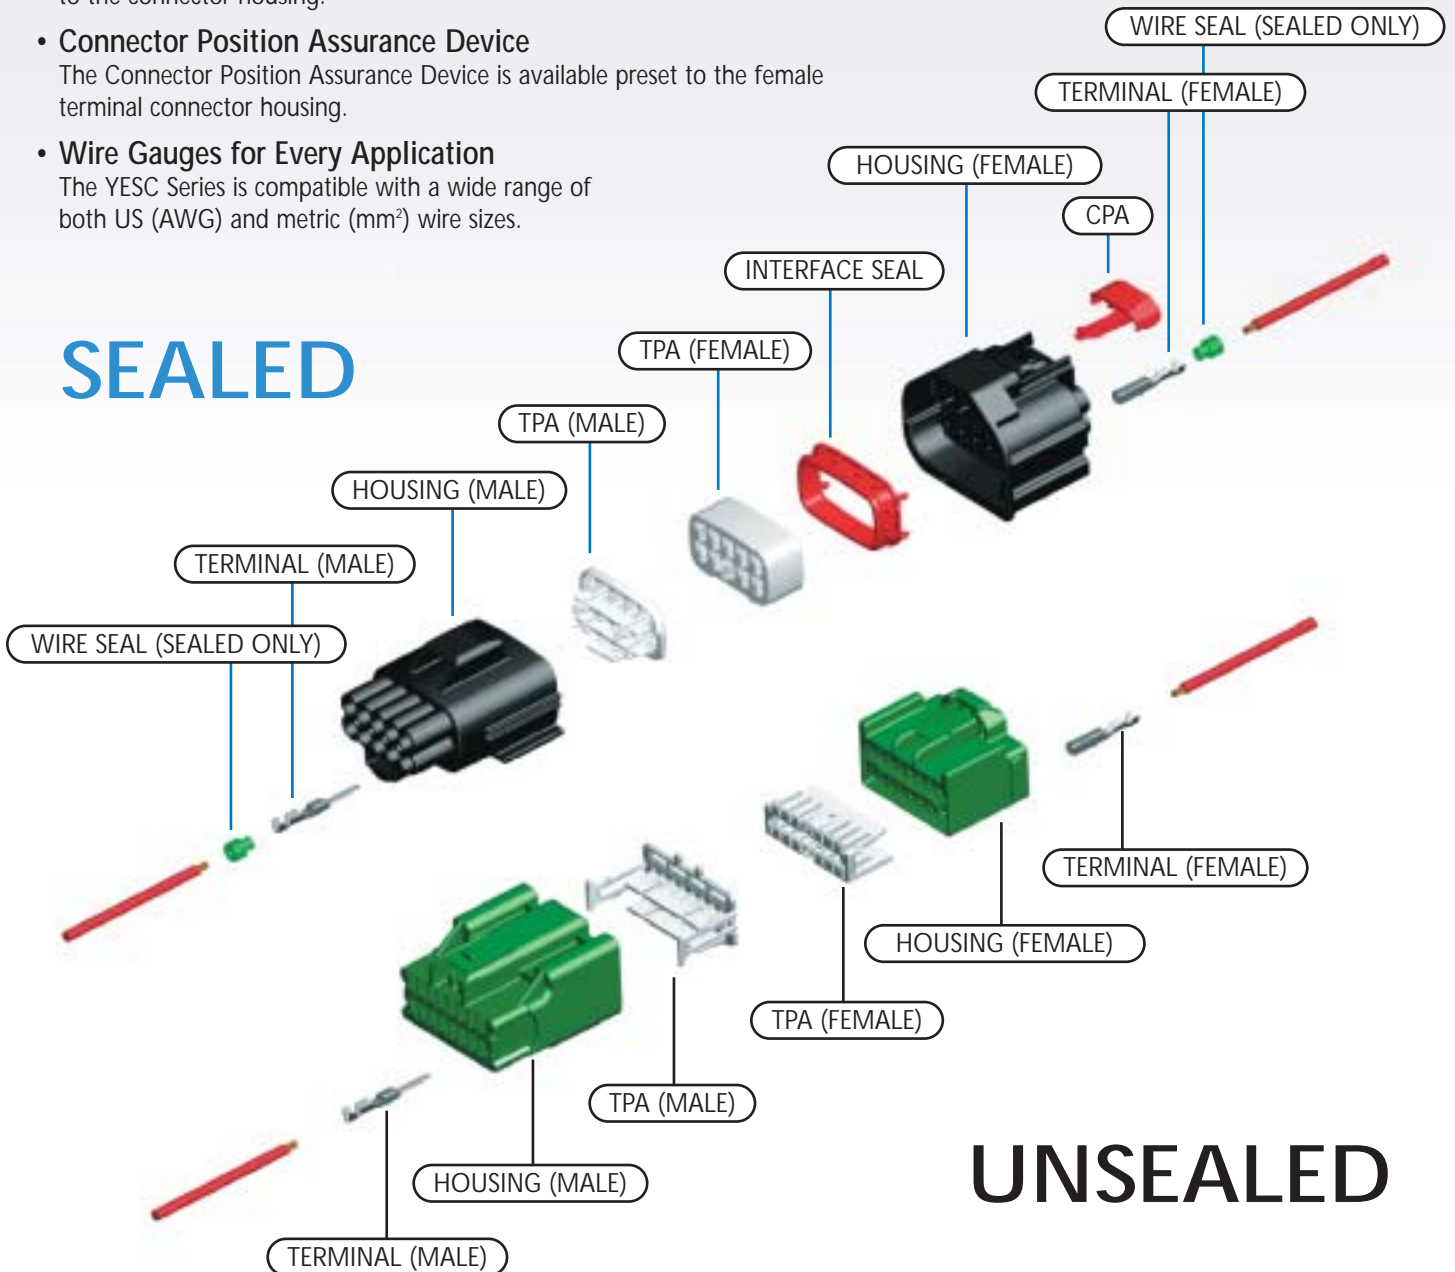 to the connector housing.
• Connector Position Assurance Device
The Connector Position Assurance Device is available preset to the female
terminal connector housing.
• Wire Gauges for Every Application
The YESC Series is compatible with a wide range of
both US (AWG) and metric (mm²) wire sizes.
WIRE SEAL (SEALED ONLY)
TERMINAL (FEMALE)
HOUSING (FEMALE)
CPA
INTERFACE SEAL
SEALED
TPA (FEMALE)
TPA (MALE)
HOUSING (MALE)
TERMINAL (MALE)
WIRE SEAL (SEALED ONLY)
TERMINAL (FEMALE)
HOUSING (FEMALE)
TPA (FEMALE)
TPA (MALE)
HOUSING (MALE)
UNSEALED
TERMINAL (MALE)